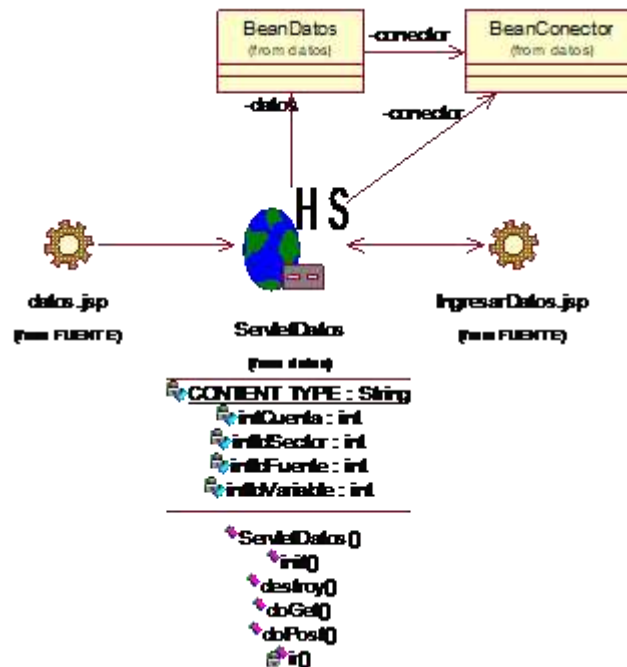 BeanDatos
(from datos)
BeanConector
(from datos)
-conector
-datos
-conector
HS
datos.jsp
(from FUENTE)
ServletDatos
(from datos)
IngresarDatos.jsp
(from FUENTE)
CONTENT_TYPE : String
intCuenta : int
intIdSector : int
intIdFuente : int
intIdVariable : int
ServletDatos()
init()
destroy()
doGet()
doPost()
ir()